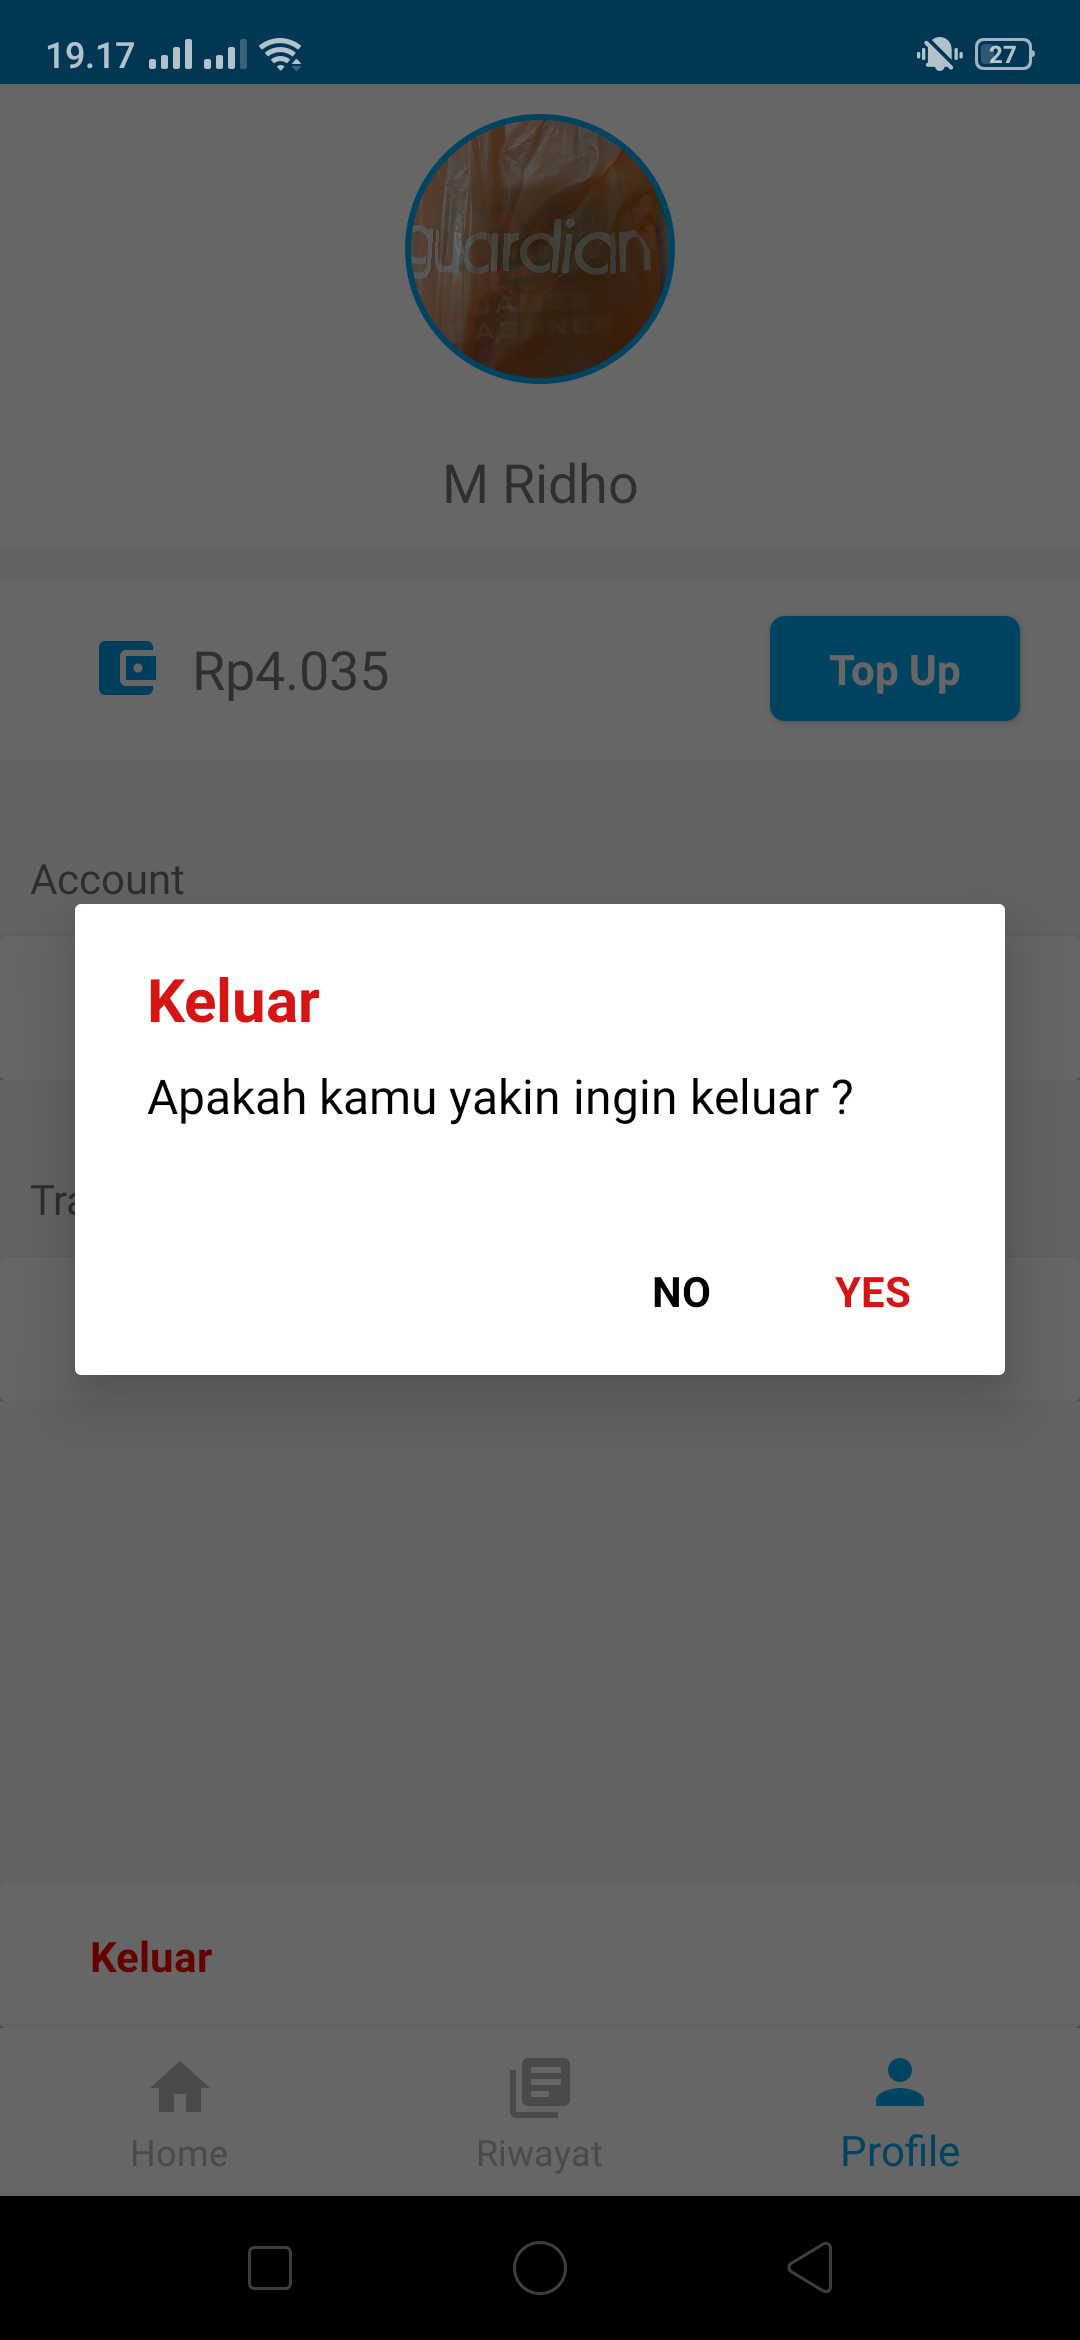 19.17
27
guardian
M Ridho
Rp4.035
Top Up
Account
Keluar
Apakah kamu yakin ingin keluar ?
NO
YES
Keluar
Home
Riwayat
Profile